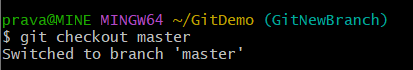 prava@MINE MINGW64 ~/GitDemo (GitNewBranch)
$ git checkout master
Switched to branch 'master'